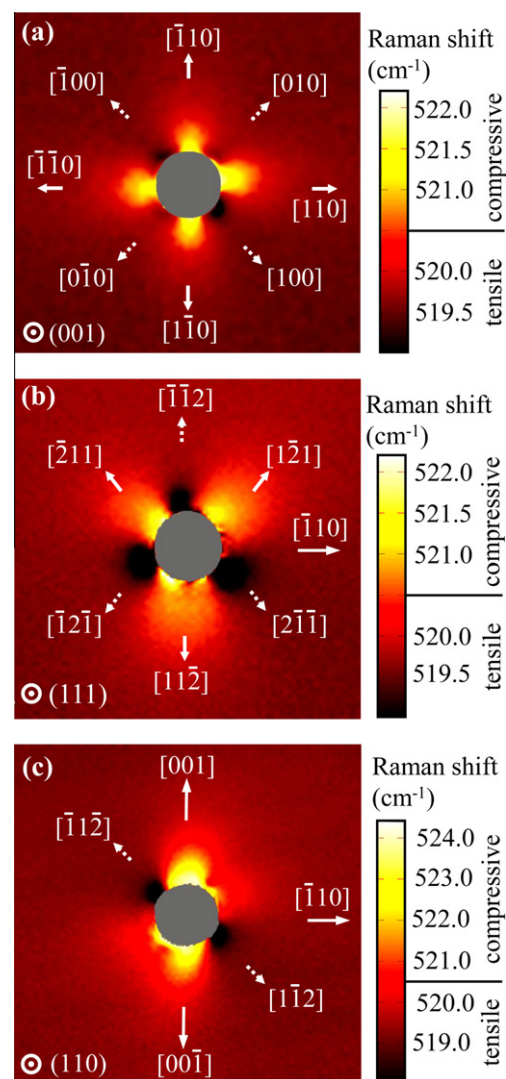 (a)
[1̄10]
[1̄00] [010]
[1̄1̄0] [110]
[01̄0] [100]
[11̄0]
(001)
Raman shift
(cm⁻¹)
522.0
521.5
521.0
520.0
519.5
compressive
tensile
(b)
[1̄1̄2]
[2̄11] [12̄1]
[1̄10]
[1̄21̄] [21̄1̄]
[112̄]
(111)
Raman shift
(cm⁻¹)
522.0
521.5
521.0
520.0
519.5
compressive
tensile
(c)
[001]
[1̄12̄]
[1̄10]
[11̄2]
[001̄]
(110)
Raman shift
(cm⁻¹)
524.0
523.0
522.0
521.0
520.0
519.0
compressive
tensile